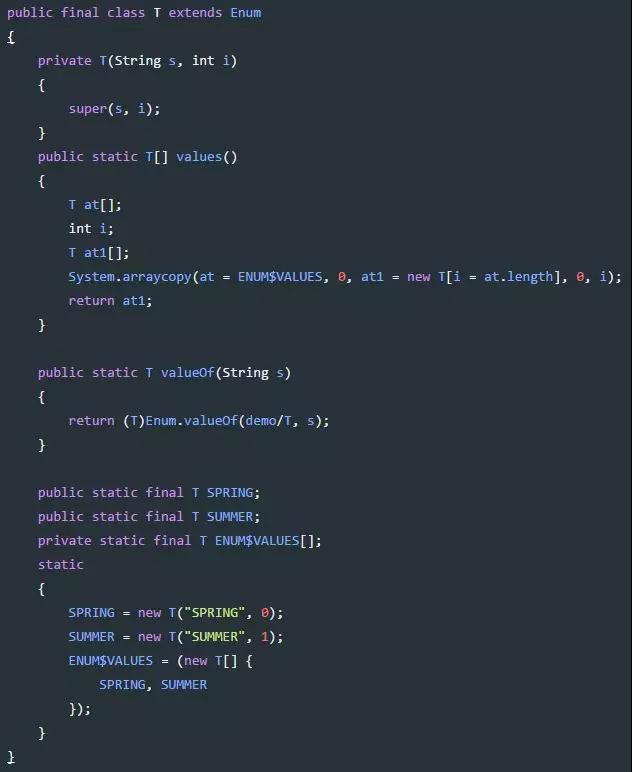 public final class T extends Enum
{
    private T(String s, int i)
    {
        super(s, i);
    }
    public static T[] values()
    {
        T at[];
        int i;
        T at1[];
        System.arraycopy(at = ENUM$VALUES, 0, at1 = new T[i = at.length], 0, i);
        return at1;
    }

    public static T valueOf(String s)
    {
        return (T)Enum.valueOf(demo/T, s);
    }

    public static final T SPRING;
    public static final T SUMMER;
    private static final T ENUM$VALUES[];
    static
    {
        SPRING = new T("SPRING", 0);
        SUMMER = new T("SUMMER", 1);
        ENUM$VALUES = (new T[] {
            SPRING, SUMMER
        });
    }
}